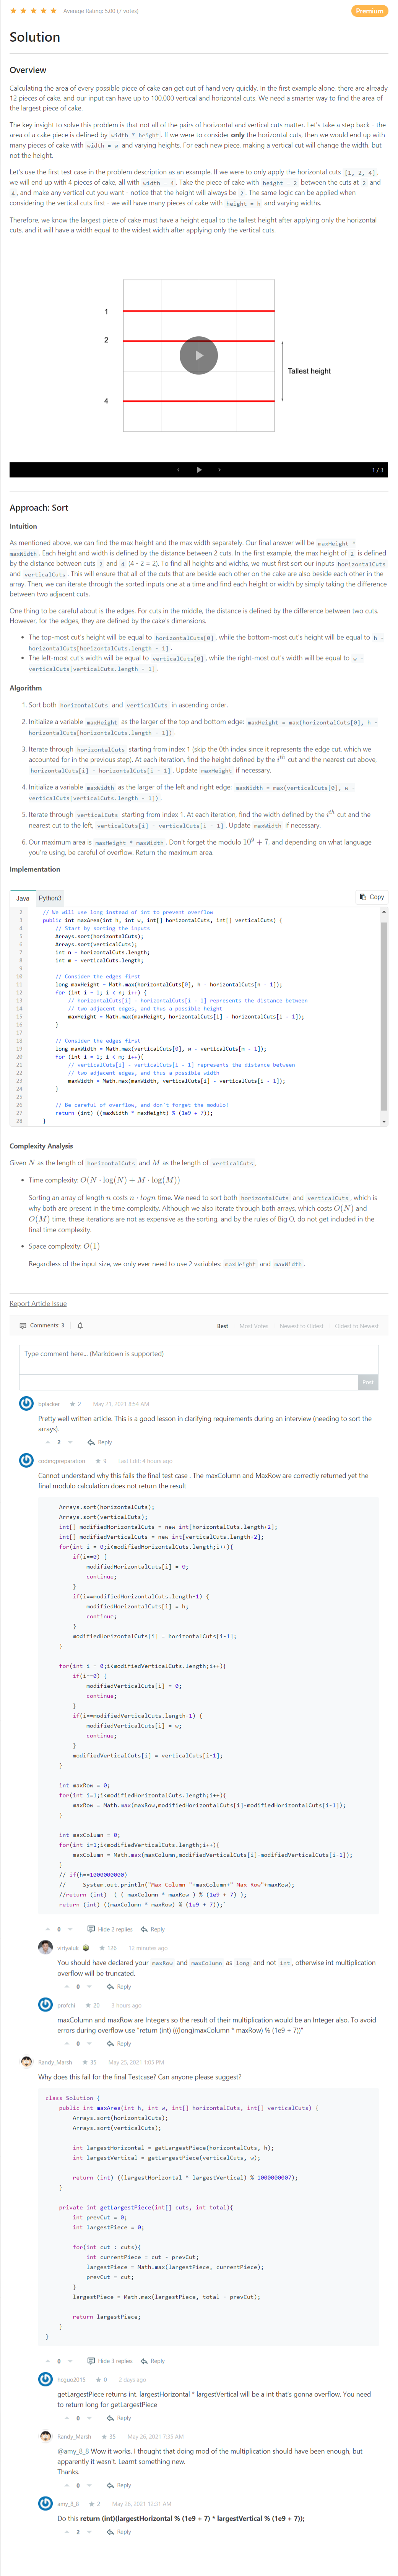 Average Rating: 5.00 (7 votes)
Premium
Solution
Overview
Calculating the area of every possible piece of cake can get out of hand very quickly. In the first example alone, there are already
12 pieces of cake, and our input can have up to 100,000 vertical and horizontal cuts. We need a smarter way to find the area of
the largest piece of cake.
The key insight to solve this problem is that not all of the pairs of horizontal and vertical cuts matter. Let's take a step back - the
area of a cake piece is defined by width * height. If we were to consider only the horizontal cuts, then we would end up with
many pieces of cake with width = w and varying heights. For each new piece, making a vertical cut will change the width, but
not the height.
Let's use the first test case in the problem description as an example. If we were to only apply the horizontal cuts [1, 2, 4],
we will end up with 4 pieces of cake, all with width = 4. Take the piece of cake with height = 2 between the cuts at 2 and
4, and make any vertical cut you want - notice that the height will always be 2. The same logic can be applied when
considering the vertical cuts first - we will have many pieces of cake with height = h and varying widths.
Therefore, we know the largest piece of cake must have a height equal to the tallest height after applying only the horizontal
cuts, and it will have a width equal to the widest width after applying only the vertical cuts.
1
2
4
Tallest height
1 / 3
Approach: Sort
Intuition
As mentioned above, we can find the max height and the max width separately. Our final answer will be maxHeight *
maxWidth. Each height and width is defined by the distance between 2 cuts. In the first example, the max height of 2 is defined
by the distance between cuts 2 and 4 (4 - 2 = 2). To find all heights and widths, we must first sort our inputs horizontalCuts
and verticalCuts. This will ensure that all of the cuts that are beside each other on the cake are also beside each other in the
array. Then, we can iterate through the sorted inputs one at a time and find each height or width by simply taking the difference
between two adjacent cuts.
One thing to be careful about is the edges. For cuts in the middle, the distance is defined by the difference between two cuts.
However, for the edges, they are defined by the cake's dimensions.
• The top-most cut's height will be equal to horizontalCuts[0], while the bottom-most cut's height will be equal to h -
horizontalCuts[horizontalCuts.length - 1].
• The left-most cut's width will be equal to verticalCuts[0], while the right-most cut's width will be equal to w -
verticalCuts[verticalCuts.length - 1].
Algorithm
1. Sort both horizontalCuts and verticalCuts in ascending order.
2. Initialize a variable maxHeight as the larger of the top and bottom edge: maxHeight = max(horizontalCuts[0], h -
horizontalCuts[horizontalCuts.length - 1]).
3. Iterate through horizontalCuts starting from index 1 (skip the 0th index since it represents the edge cut, which we
accounted for in the previous step). At each iteration, find the height defined by the i^th cut and the nearest cut above,
horizontalCuts[i] - horizontalCuts[i - 1]. Update maxHeight if necessary.
4. Initialize a variable maxWidth as the larger of the left and right edge: maxWidth = max(verticalCuts[0], w -
verticalCuts[verticalCuts.length - 1]).
5. Iterate through verticalCuts starting from index 1. At each iteration, find the width defined by the i^th cut and the
nearest cut to the left, verticalCuts[i] - verticalCuts[i - 1]. Update maxWidth if necessary.
6. Our maximum area is maxHeight * maxWidth. Don't forget the modulo 10^9 + 7, and depending on what language
you're using, be careful of overflow. Return the maximum area.
Implementation
Java Python3 Copy
2 // We will use long instead of int to prevent overflow
3 public int maxArea(int h, int w, int[] horizontalCuts, int[] verticalCuts) {
4 // Start by sorting the inputs
5 Arrays.sort(horizontalCuts);
6 Arrays.sort(verticalCuts);
7 int n = horizontalCuts.length;
8 int m = verticalCuts.length;
9
10 // Consider the edges first
11 long maxHeight = Math.max(horizontalCuts[0], h - horizontalCuts[n - 1]);
12 for (int i = 1; i < n; i++) {
13 // horizontalCuts[i] - horizontalCuts[i - 1] represents the distance between
14 // two adjacent edges, and thus a possible height
15 maxHeight = Math.max(maxHeight, horizontalCuts[i] - horizontalCuts[i - 1]);
16 }
17
18 // Consider the edges first
19 long maxWidth = Math.max(verticalCuts[0], w - verticalCuts[m - 1]);
20 for (int i = 1; i < m; i++){
21 // verticalCuts[i] - verticalCuts[i - 1] represents the distance between
22 // two adjacent edges, and thus a possible width
23 maxWidth = Math.max(maxWidth, verticalCuts[i] - verticalCuts[i - 1]);
24 }
25
26 // Be careful of overflow, and don't forget the modulo!
27 return (int) ((maxWidth * maxHeight) % (1e9 + 7));
28 }
Complexity Analysis
Given N as the length of horizontalCuts and M as the length of verticalCuts,
• Time complexity: O(N · log(N) + M · log(M))
Sorting an array of length n costs n · logn time. We need to sort both horizontalCuts and verticalCuts, which is
why both are present in the time complexity. Although we also iterate through both arrays, which costs O(N) and
O(M) time, these iterations are not as expensive as the sorting, and by the rules of Big O, do not get included in the
final time complexity.
• Space complexity: O(1)
Regardless of the input size, we only ever need to use 2 variables: maxHeight and maxWidth.
Report Article Issue
Comments: 3
Best Most Votes Newest to Oldest Oldest to Newest
Type comment here... (Markdown is supported)
Post
bplacker ★ 2 May 21, 2021 8:54 AM
Pretty well written article. This is a good lesson in clarifying requirements during an interview (needing to sort the
arrays).
2 Reply
codingpreparation ★ 9 Last Edit: 4 hours ago
Cannot understand why this fails the final test case . The maxColumn and MaxRow are correctly returned yet the
final modulo calculation does not return the result
Arrays.sort(horizontalCuts);
Arrays.sort(verticalCuts);
int[] modifiedHorizontalCuts = new int[horizontalCuts.length+2];
int[] modifiedVerticalCuts = new int[verticalCuts.length+2];
for(int i = 0;i<modifiedHorizontalCuts.length;i++){
if(i==0) {
modifiedHorizontalCuts[i] = 0;
continue;
}
if(i==modifiedHorizontalCuts.length-1) {
modifiedHorizontalCuts[i] = h;
continue;
}
modifiedHorizontalCuts[i] = horizontalCuts[i-1];
}
for(int i = 0;i<modifiedVerticalCuts.length;i++){
if(i==0) {
modifiedVerticalCuts[i] = 0;
continue;
}
if(i==modifiedVerticalCuts.length-1) {
modifiedVerticalCuts[i] = w;
continue;
}
modifiedVerticalCuts[i] = verticalCuts[i-1];
}
int maxRow = 0;
for(int i=1;i<modifiedHorizontalCuts.length;i++){
maxRow = Math.max(maxRow,modifiedHorizontalCuts[i]-modifiedHorizontalCuts[i-1]);
}
int maxColumn = 0;
for(int i=1;i<modifiedVerticalCuts.length;i++){
maxColumn = Math.max(maxColumn,modifiedVerticalCuts[i]-modifiedVerticalCuts[i-1]);
}
// if(h==1000000000)
// System.out.println("Max Column "+maxColumn+" Max Row"+maxRow);
//return (int) ( ( maxColumn * maxRow ) % (1e9 + 7) );
return (int) ((maxColumn * maxRow) % (1e9 + 7));`
0 Hide 2 replies Reply
votyaluk ★ 126 12 minutes ago
You should have declared your maxRow and maxColumn as long and not int, otherwise int multiplication
overflow will be truncated.
0 Reply
profchi ★ 20 3 hours ago
maxColumn and maxRow are Integers so the result of their multiplication would be an Integer also. To avoid
errors during overflow use "return (int) (((long)maxColumn * maxRow) % (1e9 + 7))"
0 Reply
Randy_Marsh ★ 35 May 25, 2021 1:05 PM
Why does this fail for the final Testcase? Can anyone please suggest?
class Solution {
public int maxArea(int h, int w, int[] horizontalCuts, int[] verticalCuts) {
Arrays.sort(horizontalCuts);
Arrays.sort(verticalCuts);
int largestHorizontal = getLargestPiece(horizontalCuts, h);
int largestVertical = getLargestPiece(verticalCuts, w);
return (int) ((largestHorizontal * largestVertical) % 1000000007);
}
private int getLargestPiece(int[] cuts, int total){
int prevCut = 0;
int largestPiece = 0;
for(int cut : cuts){
int currentPiece = cut - prevCut;
largestPiece = Math.max(largestPiece, currentPiece);
prevCut = cut;
}
largestPiece = Math.max(largestPiece, total - prevCut);
return largestPiece;
}
}
0 Hide 3 replies Reply
hcguo2015 ★ 0 2 days ago
getLargestPiece returns int. largestHorizontal * largestVertical will be a int that's gonna overflow. You need
to return long for getLargestPiece
0 Reply
Randy_Marsh ★ 35 May 26, 2021 7:35 AM
@amy_8_8 Wow it works. I thought that doing mod of the multiplication should have been enough, but
apparently it wasn't. Learnt something new.
Thanks.
0 Reply
amy_8_8 ★ 2 May 26, 2021 12:31 AM
Do this return (int)(largestHorizontal % (1e9 + 7) * largestVertical % (1e9 + 7));
2 Reply